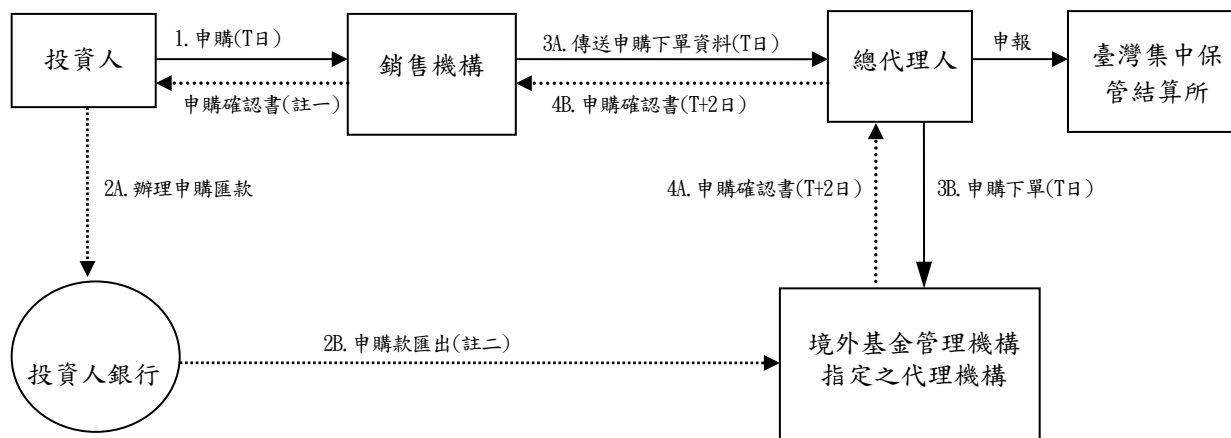 1.申購(T日)
3A.傳送申購下單資料(T日)
申報
投資人
銷售機構
總代理人
臺灣集中保
管結算所
申購確認書(註一)
4B.申購確認書(T+2日)
2A.辦理申購匯款
4A.申購確認書(T+2日)
3B.申購下單(T日)
2B.申購款匯出(註二)
投資人銀行
境外基金管理機構
指定之代理機構